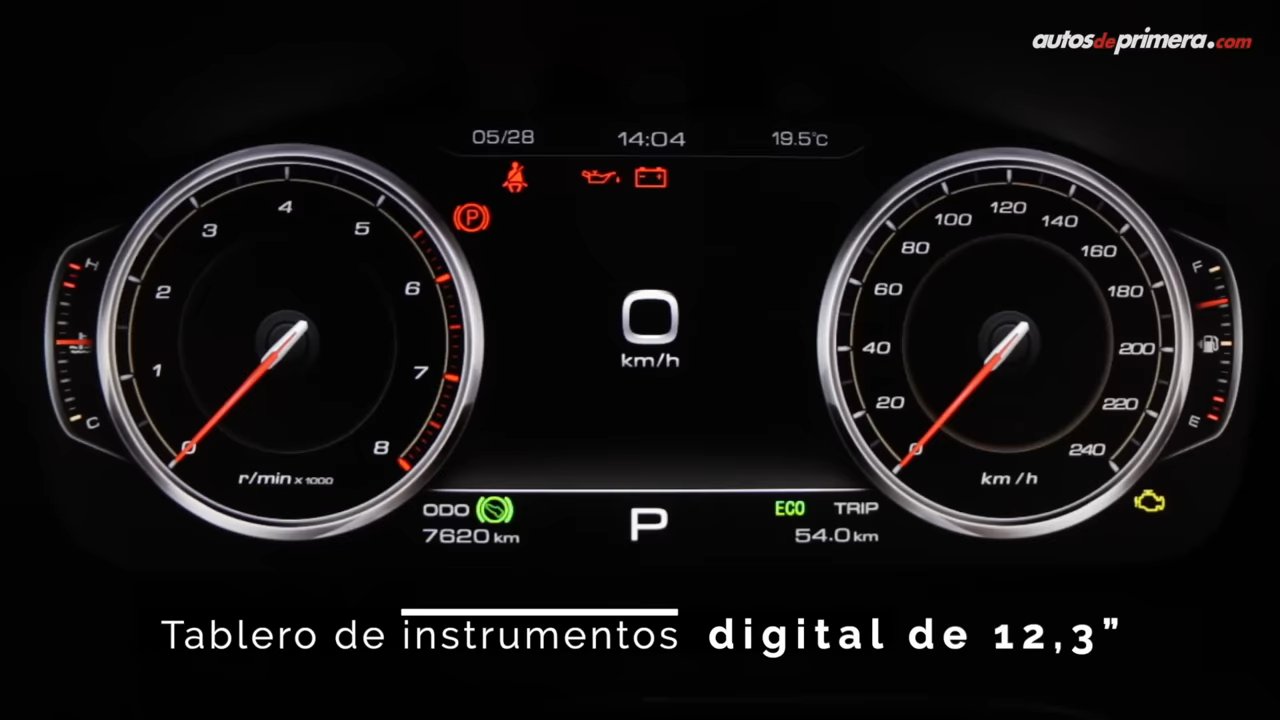 autosdeprimera.com
05/28 14:04 19.5°C
P
H
C
0 1 2 3 4 5 6 7 8
r/min x 1000
0
km/h
0 20 40 60 80 100 120 140 160 180 200 220 240
km/h
F
E
ODO
7620 km
P
ECO TRIP
54.0 km
Tablero de instrumentos digital de 12,3”